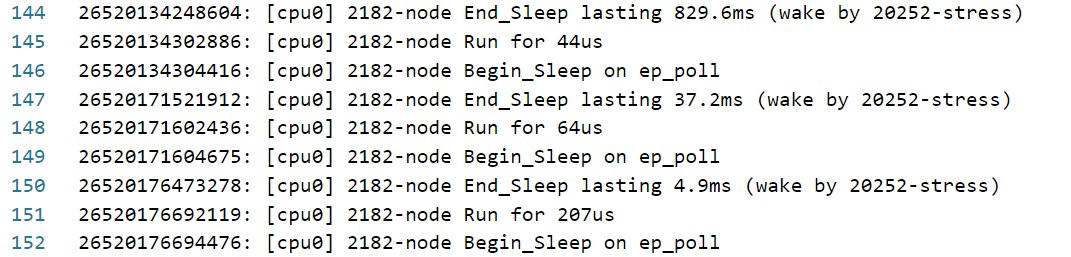 144 26520134248604: [cpu0] 2182-node End_Sleep lasting 829.6ms (wake by 20252-stress)
145 26520134302886: [cpu0] 2182-node Run for 44us
146 26520134304416: [cpu0] 2182-node Begin_Sleep on ep_poll
147 26520171521912: [cpu0] 2182-node End_Sleep lasting 37.2ms (wake by 20252-stress)
148 26520171602436: [cpu0] 2182-node Run for 64us
149 26520171604675: [cpu0] 2182-node Begin_Sleep on ep_poll
150 26520176473278: [cpu0] 2182-node End_Sleep lasting 4.9ms (wake by 20252-stress)
151 26520176692119: [cpu0] 2182-node Run for 207us
152 26520176694476: [cpu0] 2182-node Begin_Sleep on ep_poll